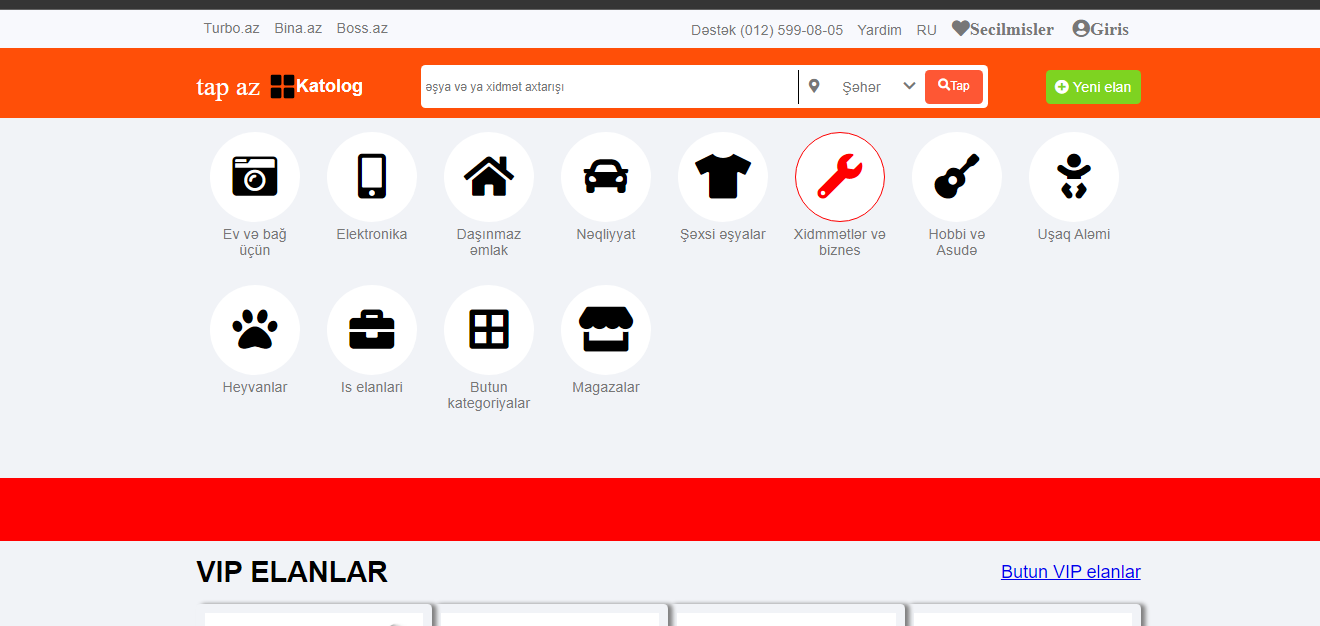 Turbo.az Bina.az Boss.az Dəstək (012) 599-08-05 Yardim RU Secilmisler Giris
tap az Katolog əşya və ya xidmət axtarışı Şəhər Tap Yeni elan
Ev və bağ
üçün
Elektronika
Daşınmaz
əmlak
Nəqliyyat
Şəxsi əşyalar
Xidmmətlər və
biznes
Hobbi və
Asudə
Uşaq Aləmi
Heyvanlar
Is elanlari
Butun
kategoriyalar
Magazalar
VIP ELANLAR Butun VIP elanlar